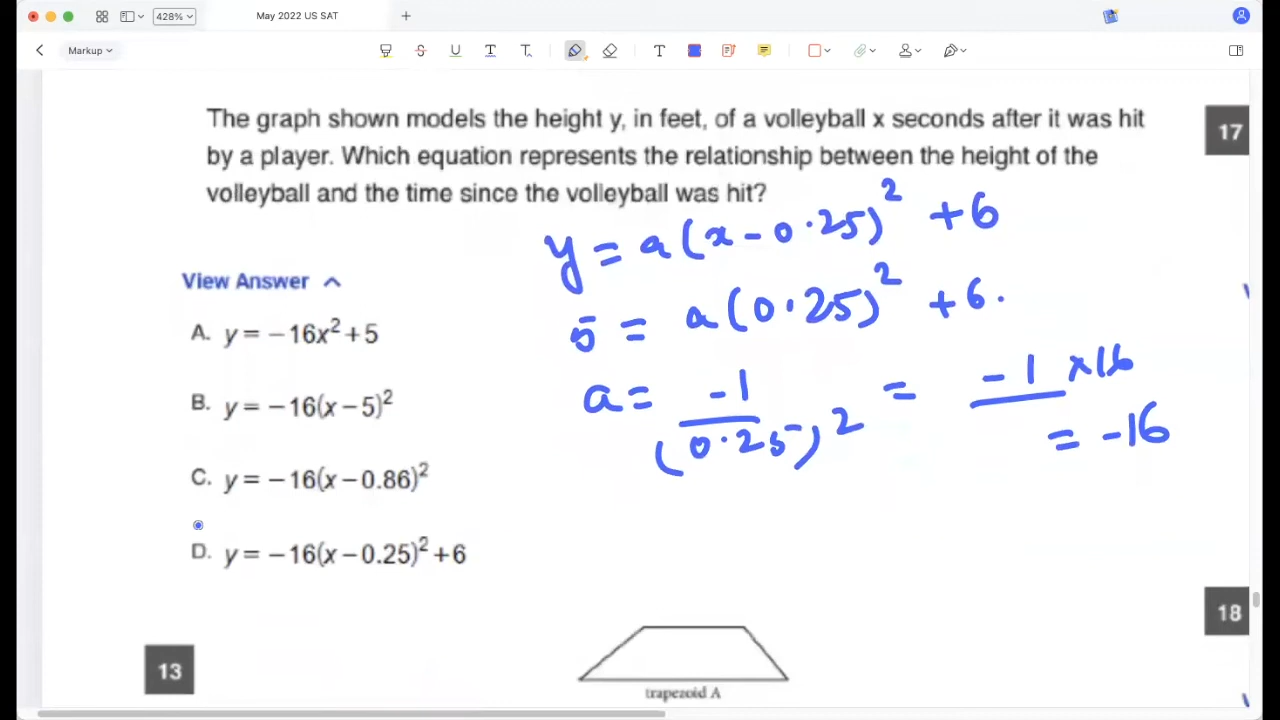 428%
May 2022 US SAT
+
Markup
The graph shown models the height y, in feet, of a volleyball x seconds after it was hit
by a player. Which equation represents the relationship between the height of the
volleyball and the time since the volleyball was hit?
17
y = a(x - 0.25)² + 6
View Answer
5 = a(0.25)² + 6.
A. y = −16x² + 5
a = -1/(0.25)² = -1 x16
= -16
B. y = −16(x − 5)²
C. y = −16(x − 0.86)²
D. y = −16(x − 0.25)² + 6
18
13
trapezoid A